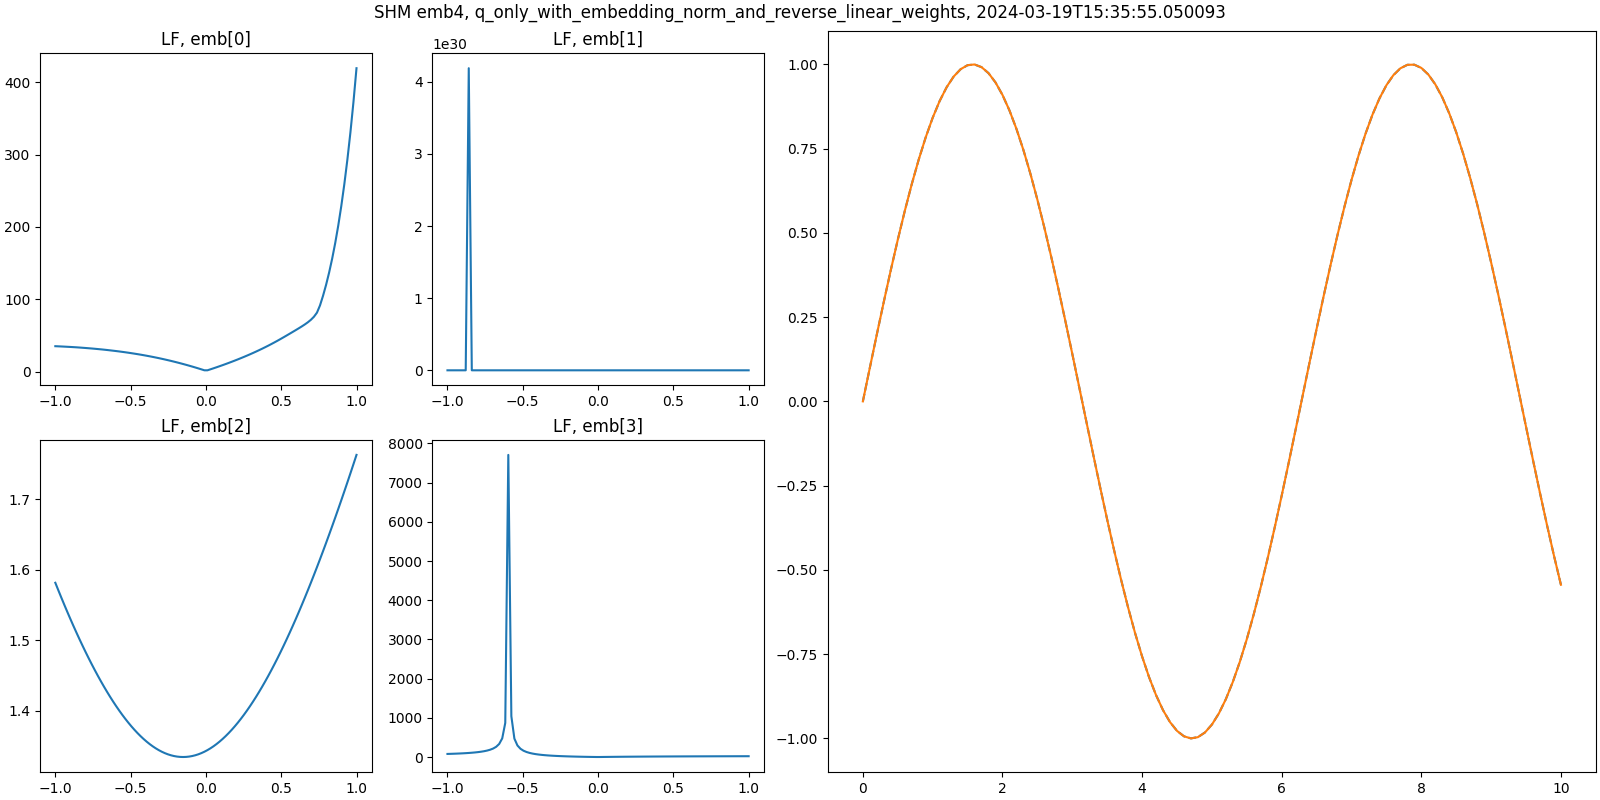 SHM emb4, q_only_with_embedding_norm_and_reverse_linear_weights, 2024-03-19T15:35:55.050093
LF, emb[0]
400
300
200
100
0
−1.0 −0.5 0.0 0.5 1.0
LF, emb[1]
1e30
4
3
2
1
0
−1.0 −0.5 0.0 0.5 1.0
LF, emb[2]
1.7
1.6
1.5
1.4
−1.0 −0.5 0.0 0.5 1.0
LF, emb[3]
8000
7000
6000
5000
4000
3000
2000
1000
0
−1.0 −0.5 0.0 0.5 1.0
1.00
0.75
0.50
0.25
0.00
−0.25
−0.50
−0.75
−1.00
0 2 4 6 8 10